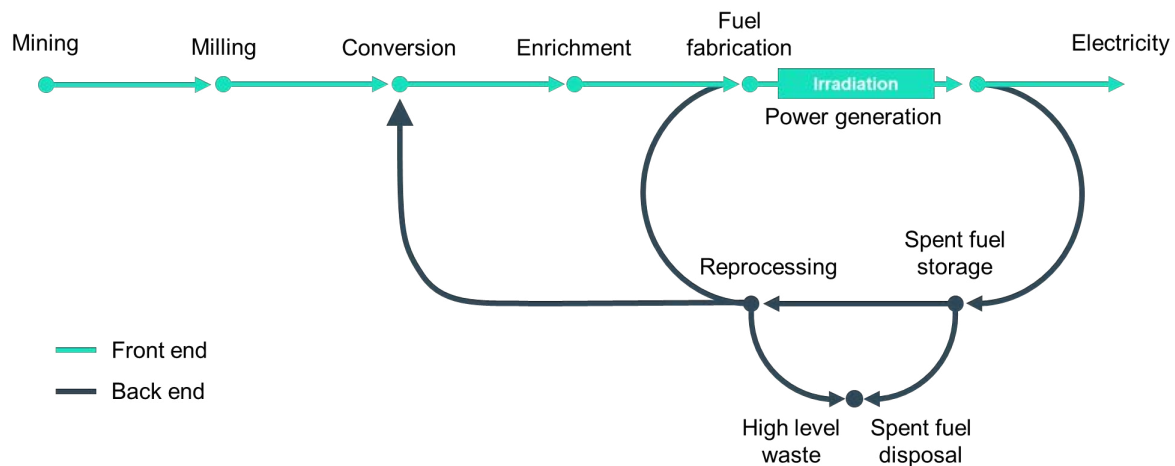 Mining
Milling
Conversion
Enrichment
Fuel
fabrication
Electricity
Irradiation
Power generation
Reprocessing
Spent fuel
storage
Front end
Back end
High level
waste
Spent fuel
disposal